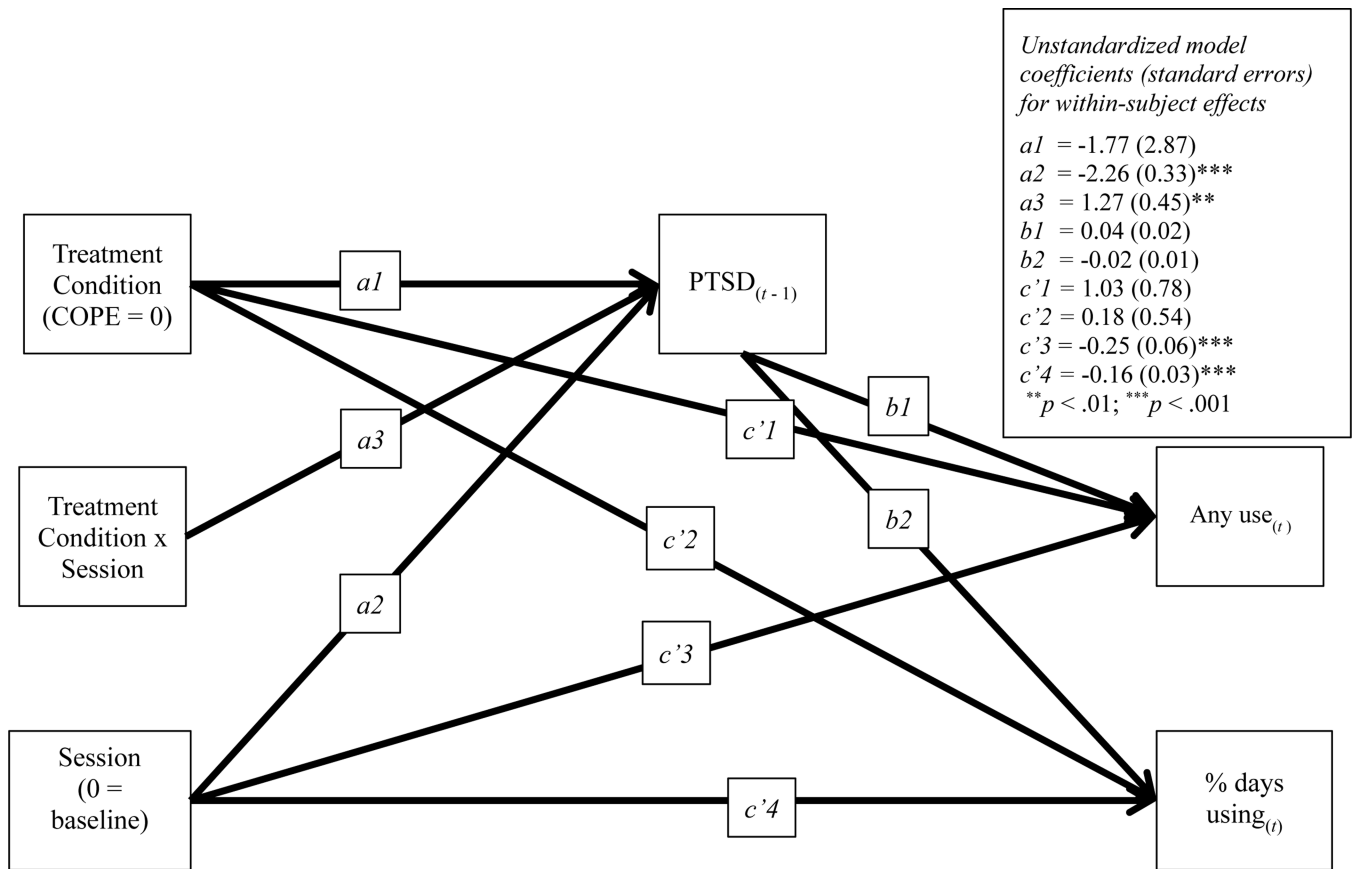 Unstandardized model
coefficients (standard errors)
for within-subject effects
a1 = -1.77 (2.87)
a2 = -2.26 (0.33)***
a3 = 1.27 (0.45)**
b1 = 0.04 (0.02)
b2 = -0.02 (0.01)
c’1 = 1.03 (0.78)
c’2 = 0.18 (0.54)
c’3 = -0.25 (0.06)***
c’4 = -0.16 (0.03)***
**p < .01; ***p < .001
Treatment
Condition
(COPE = 0)
a1
PTSD(t - 1)
Treatment
Condition x
Session
a3
c’1
b1
a2
c’2
b2
Any use(t )
c’3
Session
(0 =
baseline)
c’4
% days
using(t)